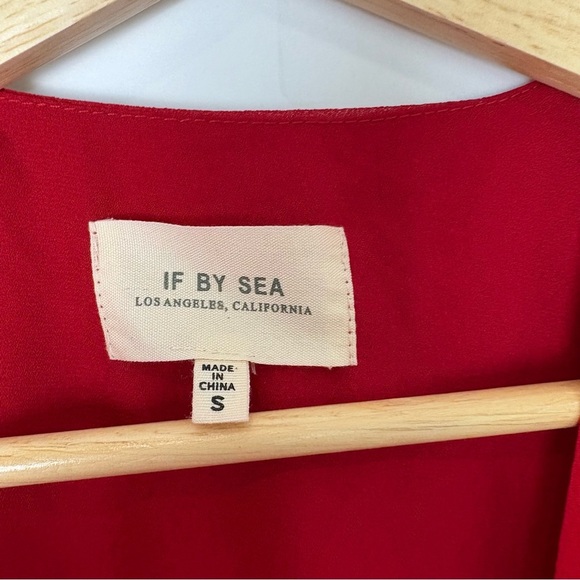 IF BY SEA
LOS ANGELES, CALIFORNIA
MADE
IN
CHINA
S